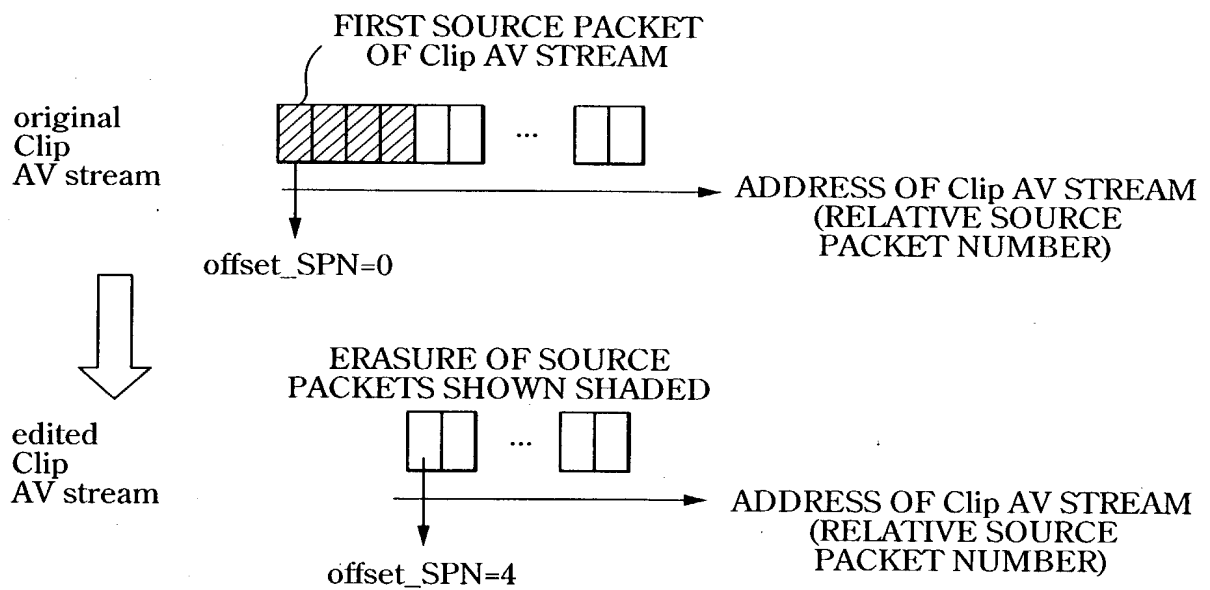 FIRST SOURCE PACKET
OF Clip AV STREAM
original
Clip
AV stream
...
ADDRESS OF Clip AV STREAM
(RELATIVE SOURCE
PACKET NUMBER)
offset_SPN=0
ERASURE OF SOURCE
PACKETS SHOWN SHADED
edited
Clip
AV stream
...
ADDRESS OF Clip AV STREAM
(RELATIVE SOURCE
PACKET NUMBER)
offset_SPN=4